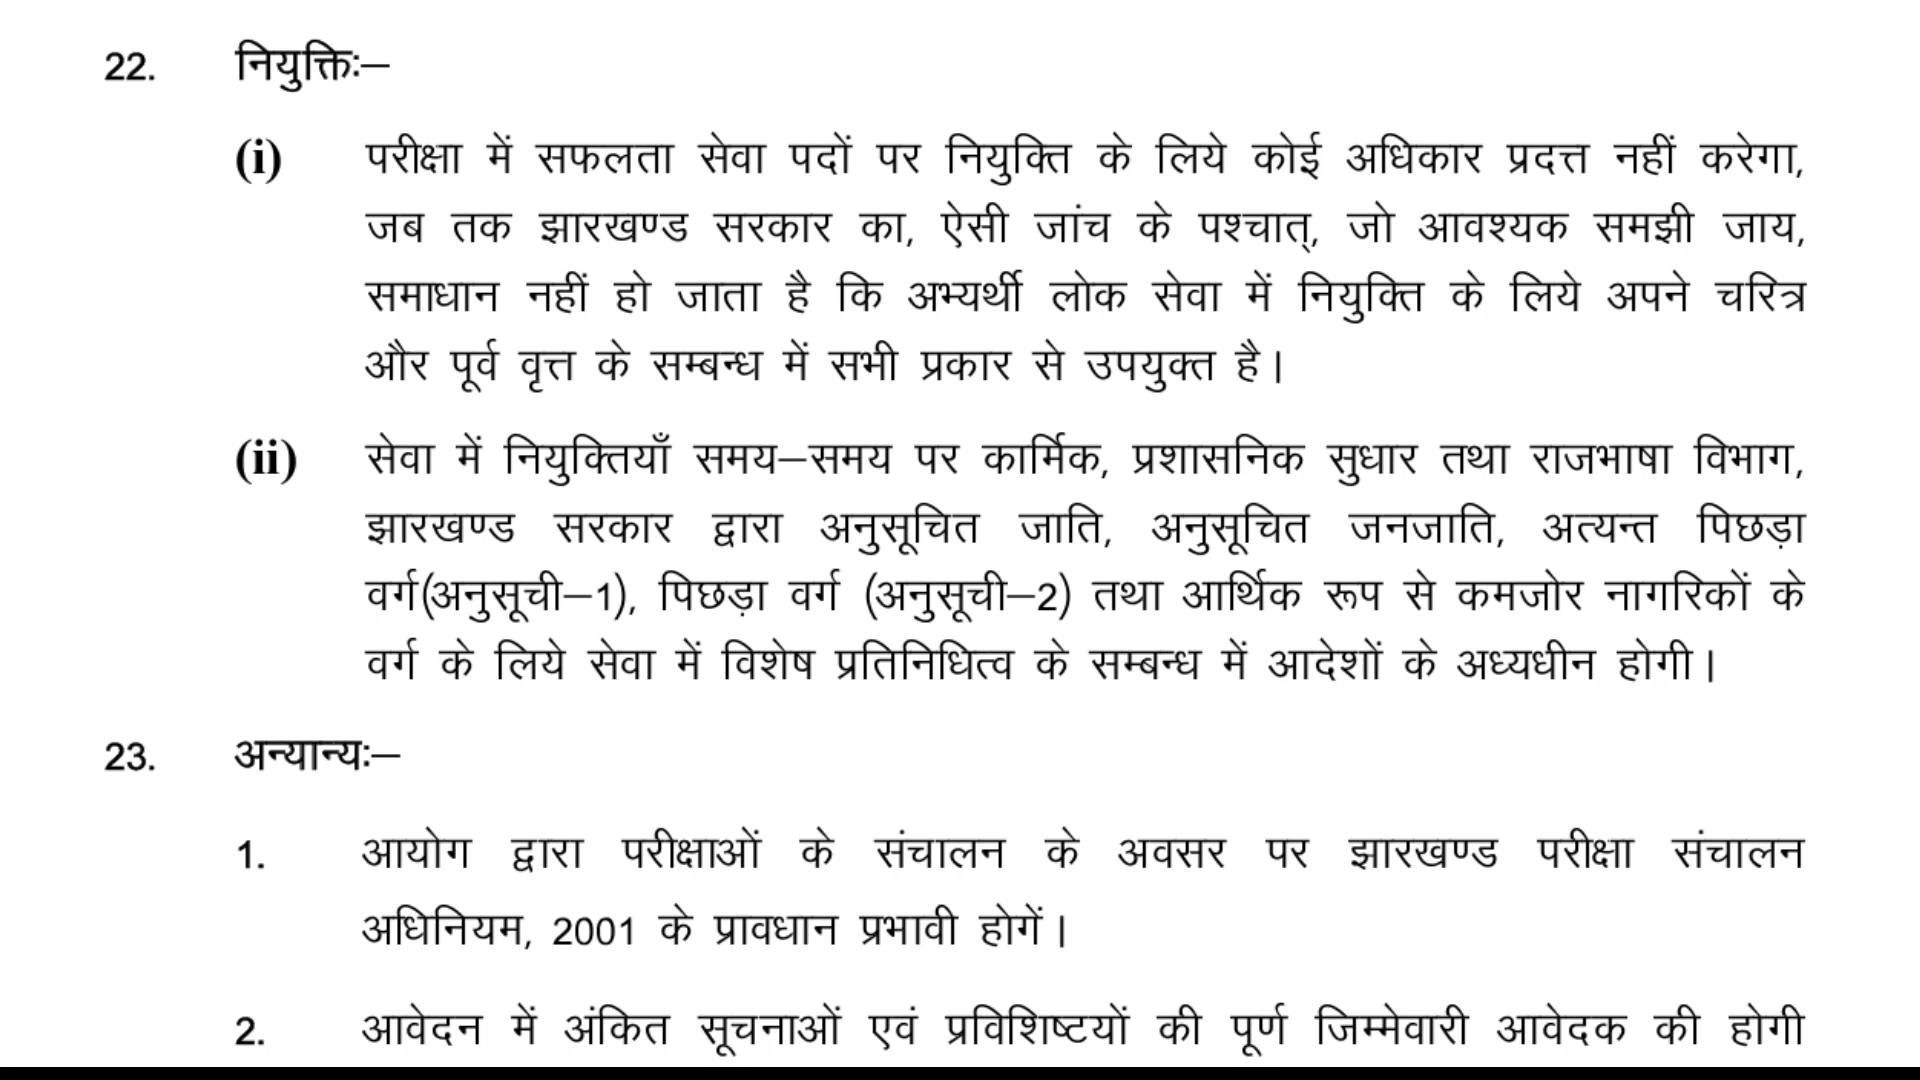 22. नियुक्तिः–
(i) परीक्षा में सफलता सेवा पदों पर नियुक्ति के लिये कोई अधिकार प्रदत्त नहीं करेगा,
जब तक झारखण्ड सरकार का, ऐसी जांच के पश्चात्, जो आवश्यक समझी जाय,
समाधान नहीं हो जाता है कि अभ्यर्थी लोक सेवा में नियुक्ति के लिये अपने चरित्र
और पूर्व वृत्त के सम्बन्ध में सभी प्रकार से उपयुक्त है।
(ii) सेवा में नियुक्तियाँ समय–समय पर कार्मिक, प्रशासनिक सुधार तथा राजभाषा विभाग,
झारखण्ड सरकार द्वारा अनुसूचित जाति, अनुसूचित जनजाति, अत्यन्त पिछड़ा
वर्ग(अनुसूची–1), पिछड़ा वर्ग (अनुसूची–2) तथा आर्थिक रूप से कमजोर नागरिकों के
वर्ग के लिये सेवा में विशेष प्रतिनिधित्व के सम्बन्ध में आदेशों के अध्यधीन होगी।
23. अन्यान्यः–
1. आयोग द्वारा परीक्षाओं के संचालन के अवसर पर झारखण्ड परीक्षा संचालन
अधिनियम, 2001 के प्रावधान प्रभावी होगें।
2. आवेदन में अंकित सूचनाओं एवं प्रविशिष्टयों की पूर्ण जिम्मेवारी आवेदक की होगी